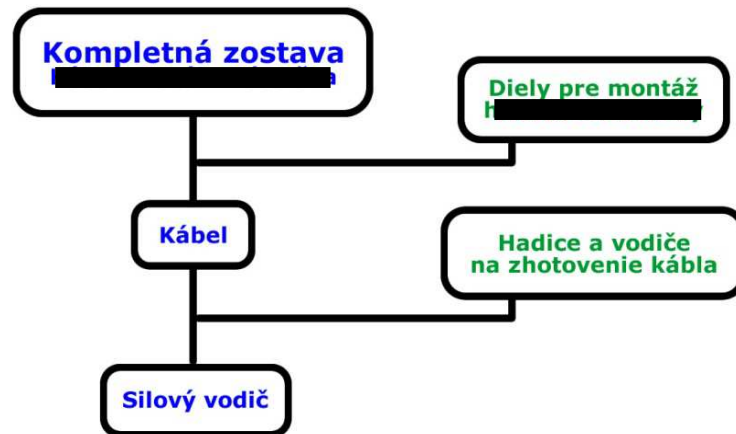 Kompletná zostava
Diely pre montáž
Kábel
Hadice a vodiče
na zhotovenie kábla
Silový vodič